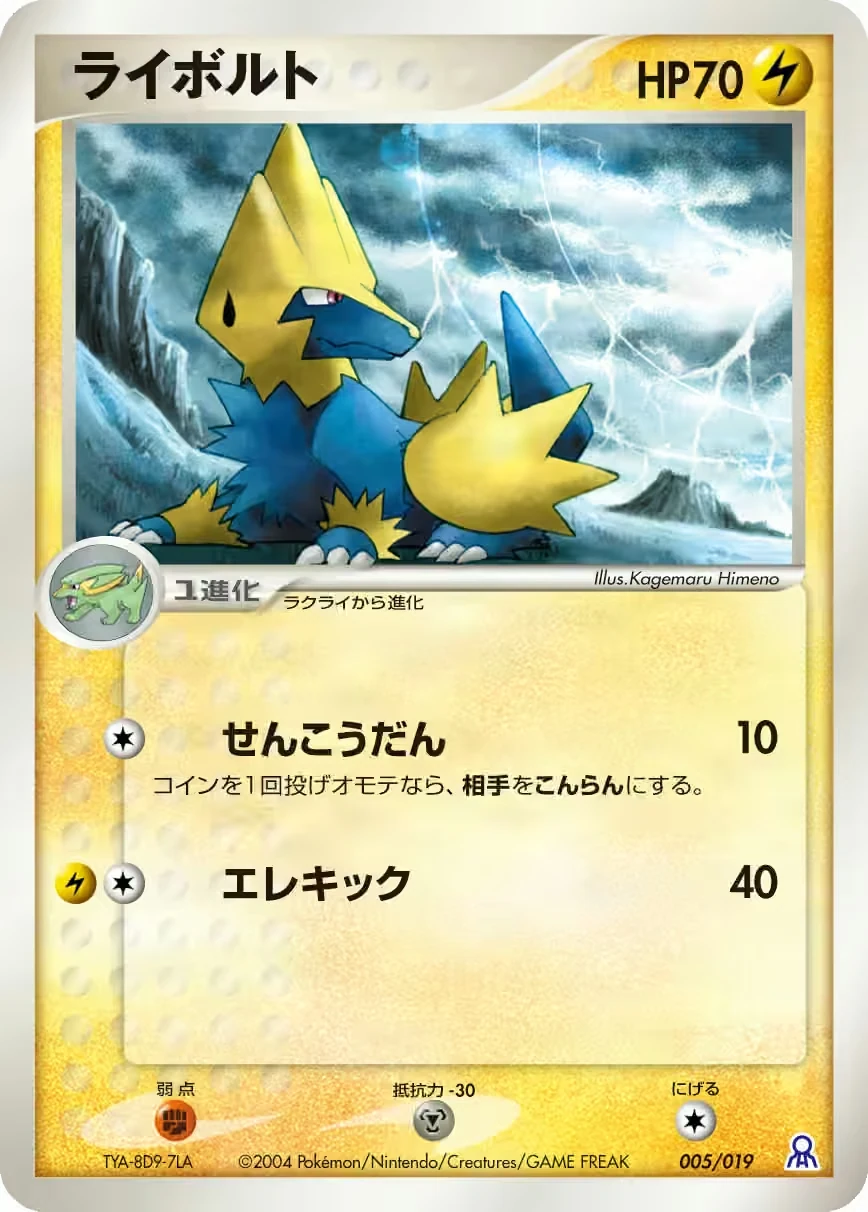 ライボルト
HP70
Illus.Kagemaru Himeno
1進化
ラクライから進化
せんこうだん 10
コインを1回投げオモテなら、相手をこんらんにする。
エレキック 40
弱点
抵抗力 -30
にげる
TYA-8D9-7LA
©2004 Pokémon/Nintendo/Creatures/GAME FREAK
005/019